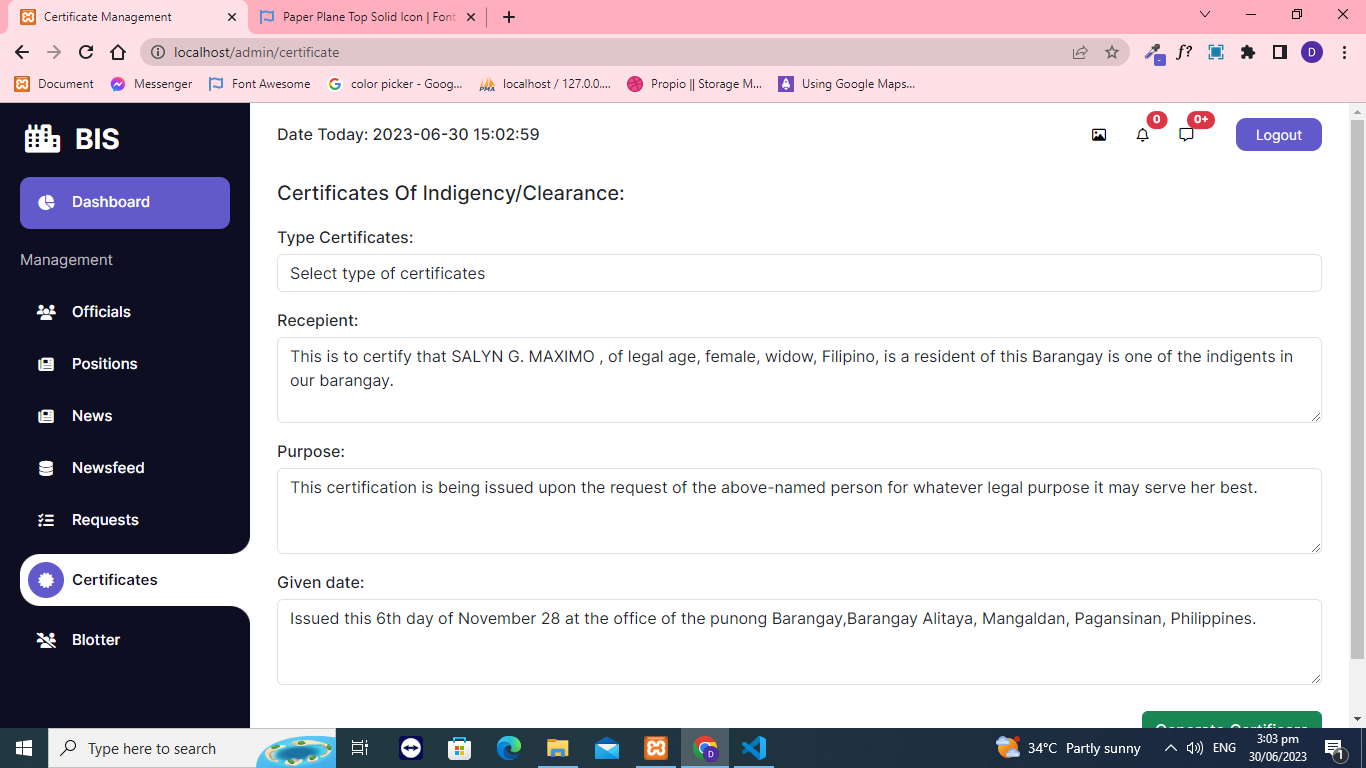 Certificate Management
Paper Plane Top Solid Icon | Font
localhost/admin/certificate
f?
D
Document
Messenger
Font Awesome
color picker - Goog...
localhost / 127.0.0....
Propio || Storage M...
Using Google Maps...
BIS
Dashboard
Management
Officials
Positions
News
Newsfeed
Requests
Certificates
Blotter
Date Today: 2023-06-30 15:02:59
0
0+
Logout
Certificates Of Indigency/Clearance:
Type Certificates:
Select type of certificates
Recepient:
This is to certify that SALYN G. MAXIMO , of legal age, female, widow, Filipino, is a resident of this Barangay is one of the indigents in
our barangay.
Purpose:
This certification is being issued upon the request of the above-named person for whatever legal purpose it may serve her best.
Given date:
Issued this 6th day of November 28 at the office of the punong Barangay,Barangay Alitaya, Mangaldan, Pagansinan, Philippines.
Type here to search
34°C Partly sunny
ENG
3:03 pm
30/06/2023
1